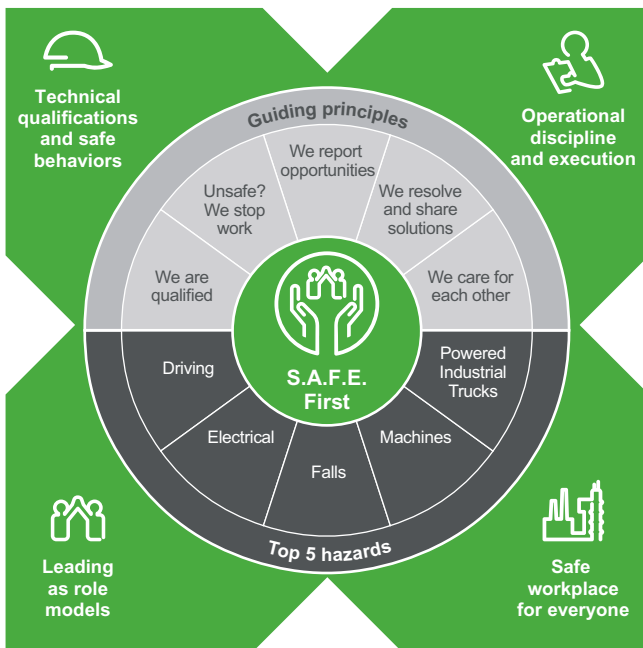 Technical
qualifications
and safe
behaviors
Operational
discipline
and execution
Guiding principles
We are
qualified
Unsafe?
We stop
work
We report
opportunities
We resolve
and share
solutions
We care for
each other
S.A.F.E.
First
Driving
Electrical
Falls
Machines
Powered
Industrial
Trucks
Top 5 hazards
Leading
as role
models
Safe
workplace
for everyone